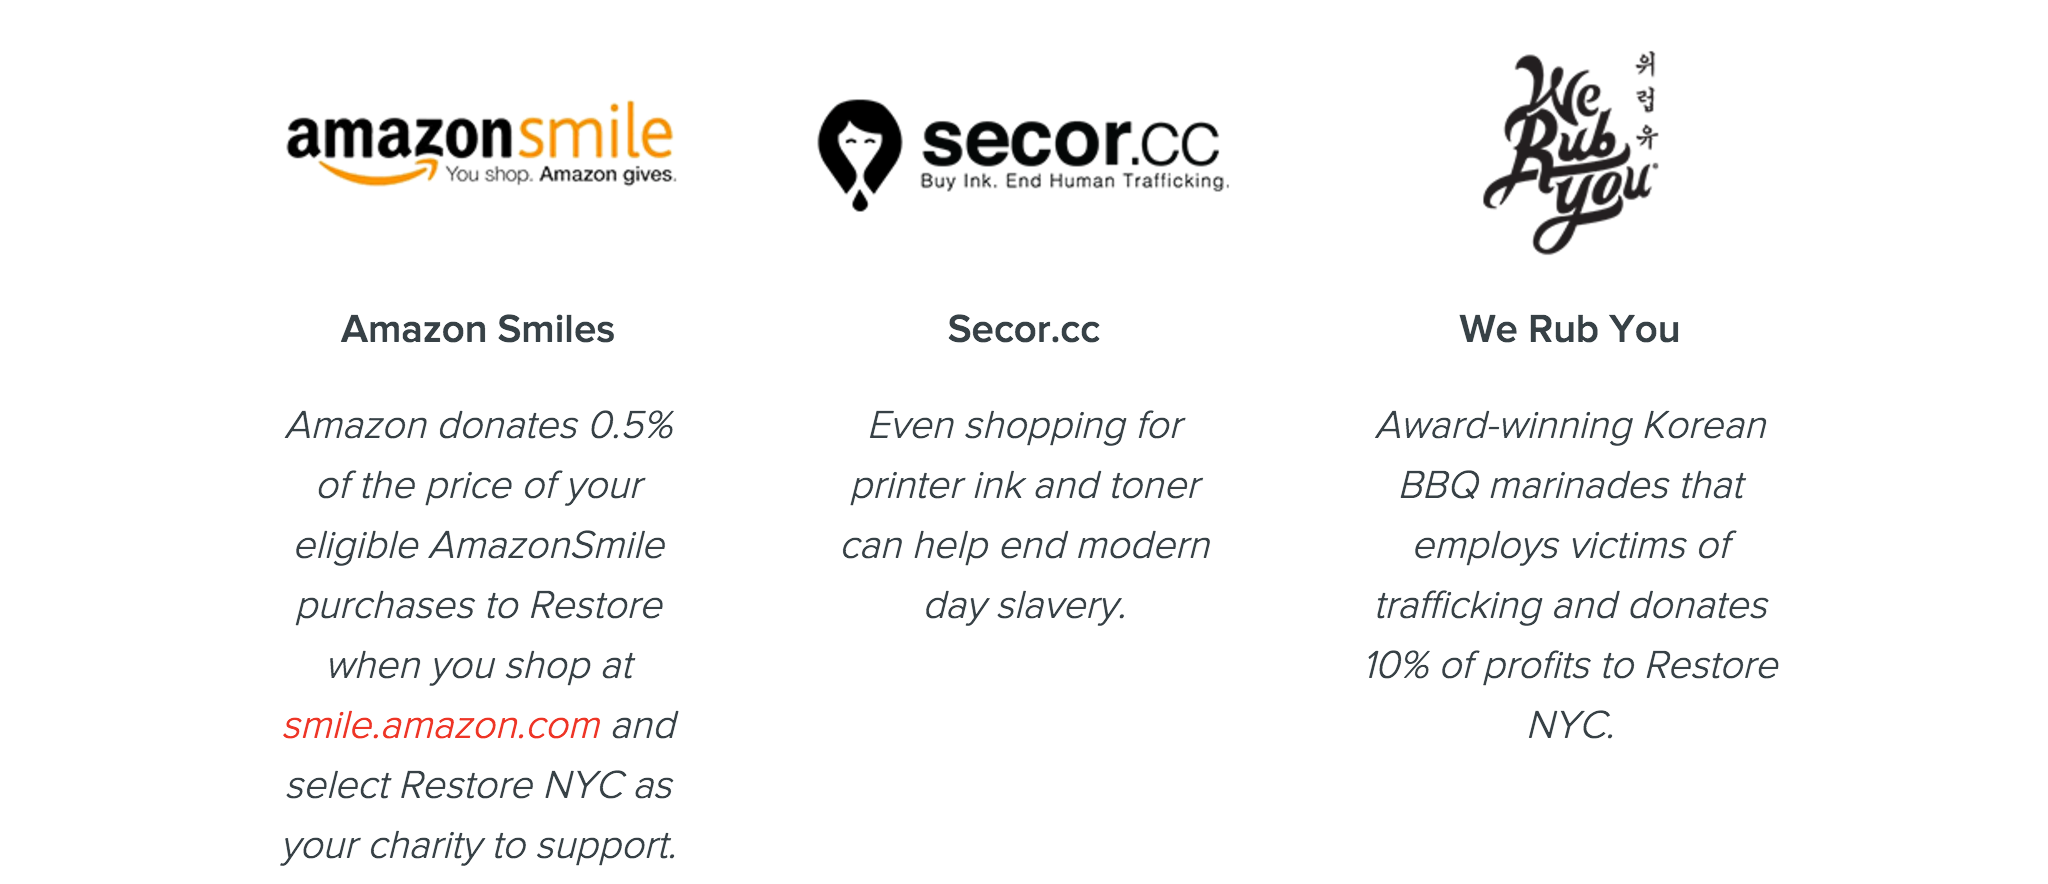 amazonsmile
You shop. Amazon gives.
Amazon Smiles
Amazon donates 0.5%
of the price of your
eligible AmazonSmile
purchases to Restore
when you shop at
smile.amazon.com and
select Restore NYC as
your charity to support.
secor.cc
Buy Ink. End Human Trafficking.
Secor.cc
Even shopping for
printer ink and toner
can help end modern
day slavery.
We
Rub
You
위
럽
유
We Rub You
Award-winning Korean
BBQ marinades that
employs victims of
trafficking and donates
10% of profits to Restore
NYC.